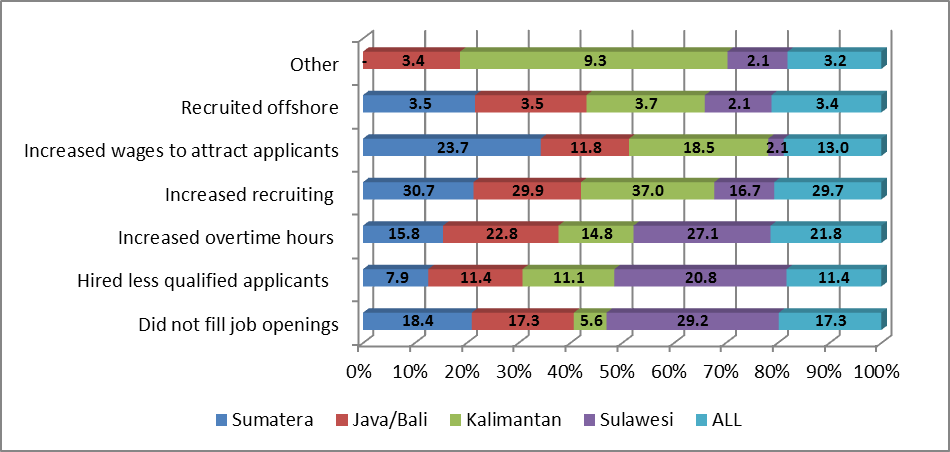 Other - 3.4 9.3 2.1 3.2
Recruited offshore 3.5 3.5 3.7 2.1 3.4
Increased wages to attract applicants 23.7 11.8 18.5 2.1 13.0
Increased recruiting 30.7 29.9 37.0 16.7 29.7
Increased overtime hours 15.8 22.8 14.8 27.1 21.8
Hired less qualified applicants 7.9 11.4 11.1 20.8 11.4
Did not fill job openings 18.4 17.3 5.6 29.2 17.3
0% 10% 20% 30% 40% 50% 60% 70% 80% 90% 100%
Sumatera Java/Bali Kalimantan Sulawesi ALL